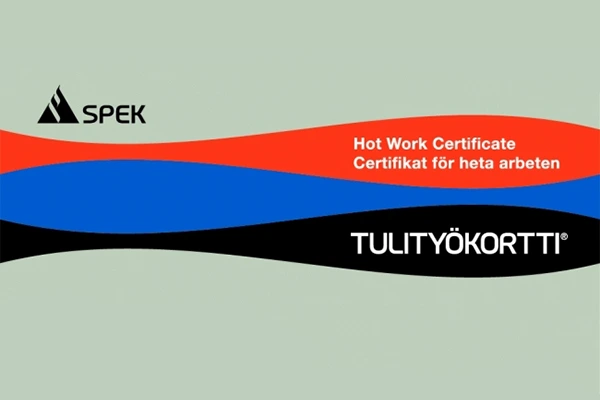 SPEK
Hot Work Certificate
Certifikat för heta arbeten
TULITYÖKORTTI®